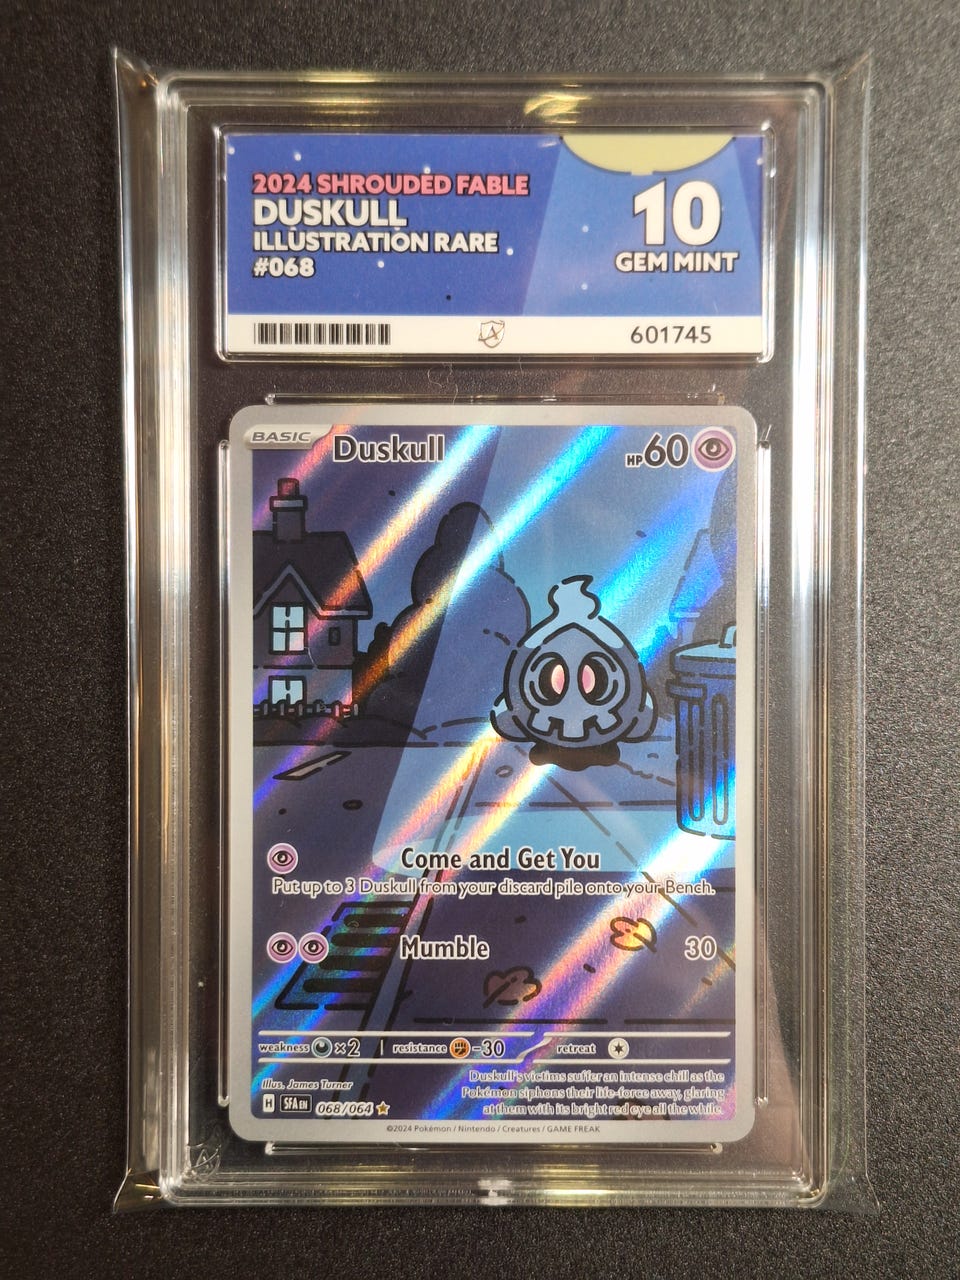 2024 SHROUDED FABLE
DUSKULL
ILLUSTRATION RARE
#068
10
GEM MINT
601745
BASIC Duskull HP 60
Come and Get You
Put up to 3 Duskull from your discard pile onto your Bench.
Mumble 30
weakness ×2 resistance -30 retreat
Illus. James Turner
H SFA EN 068/064
Duskull's victims suffer an intense chill as the
Pokémon siphons their life-force away, glaring
at them with its bright red eye all the while.
©2024 Pokémon / Nintendo / Creatures / GAME FREAK